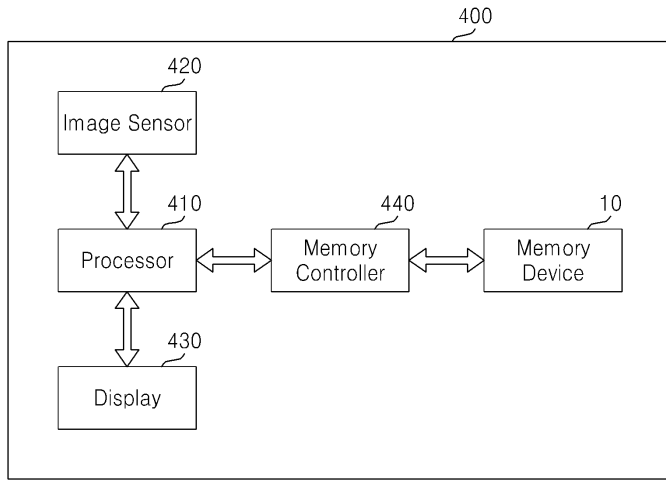 400
420
Image Sensor
410
Processor
440
Memory
Controller
10
Memory
Device
430
Display